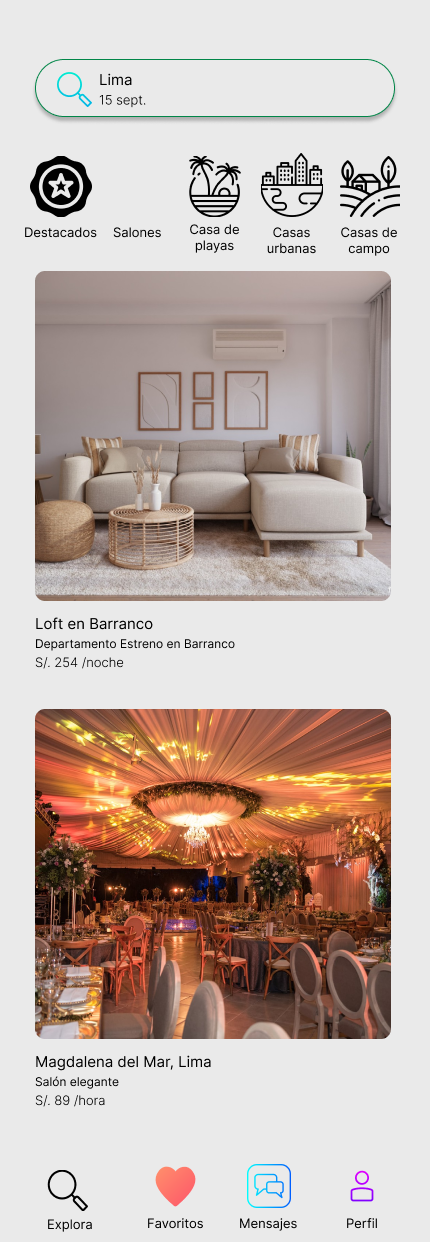 Lima
15 sept.
Destacados
Salones
Casa de
playas
Casas
urbanas
Casas de
campo
Loft en Barranco
Departamento Estreno en Barranco
S/. 254 /noche
Magdalena del Mar, Lima
Salón elegante
S/. 89 /hora
Explora
Favoritos
Mensajes
Perfil